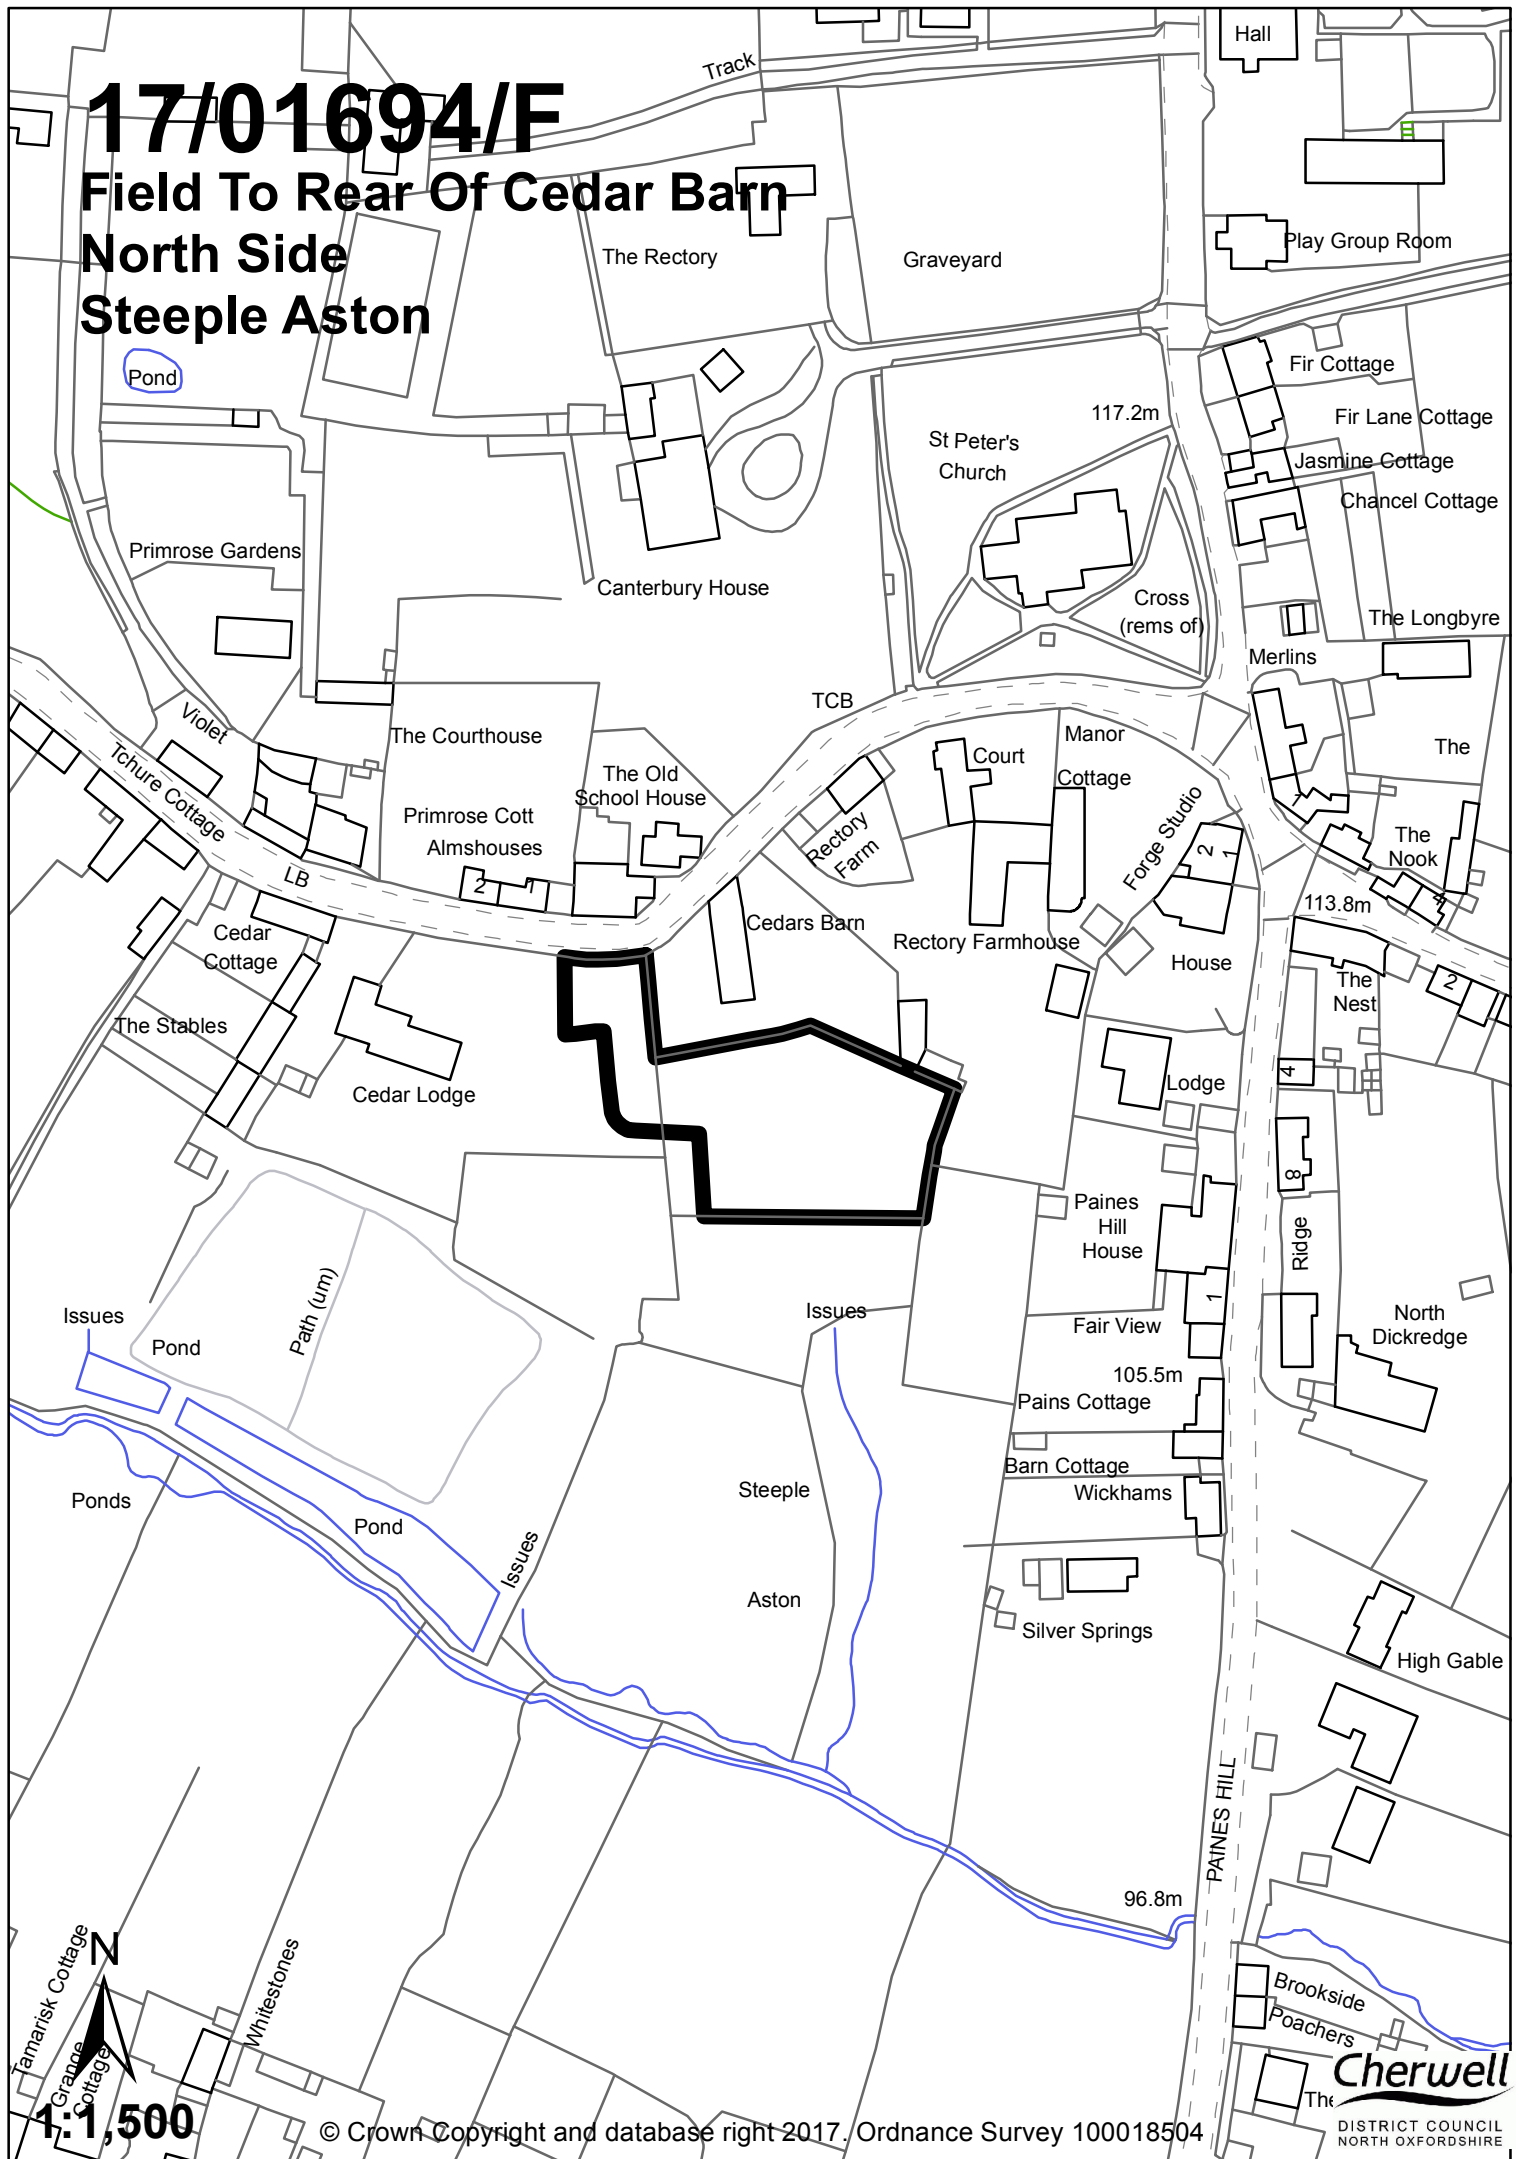 17/01694/F
Field To Rear Of Cedar Barn
North Side
Steeple Aston
Track
Hall
The Rectory
Graveyard
Play Group Room
Pond
117.2m
Fir Cottage
Fir Lane Cottage
St Peter's
Church
Jasmine Cottage
Chancel Cottage
Primrose Gardens
Canterbury House
Cross
(rems of)
The Longbyre
Merlins
TCB
Violet
The Courthouse
Manor
Court
Cottage
The
Tchure Cottage
The Old
School House
Primrose Cott
Almshouses
Rectory
Farm
Forge Studio
1
The
Nook
2
1
LB
2
1
4
113.8m
Cedar
Cottage
Cedars Barn
Rectory Farmhouse
House
The
Nest
2
The Stables
Cedar Lodge
Lodge
4
8
Paines
Hill
House
Ridge
Path (um)
Issues
Pond
Issues
1
Fair View
North
Dickredge
105.5m
Pains Cottage
Barn Cottage
Wickhams
Steeple
Ponds
Pond
Issues
Aston
Silver Springs
High Gable
PAINES HILL
96.8m
N
Tamarisk Cottage
Whitestones
Grange
Cottage
Brookside
Poachers
The
1:1,500
© Crown Copyright and database right 2017. Ordnance Survey 100018504
Cherwell
DISTRICT COUNCIL
NORTH OXFORDSHIRE